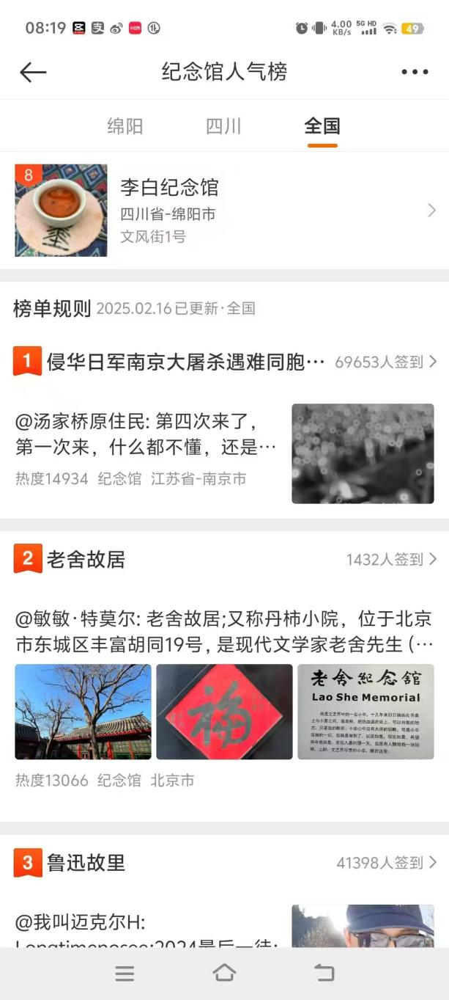 08:19
4.00 KB/s 5G HD 49
纪念馆人气榜
绵阳 四川 全国
8
李白纪念馆
四川省-绵阳市
文风街1号
榜单规则 2025.02.16已更新·全国
1 侵华日军南京大屠杀遇难同胞… 69653人签到
@汤家桥原住民: 第四次来了，
第一次来，什么都不懂，还是…
热度14934 纪念馆 江苏省-南京市
2 老舍故居 1432人签到
@敏敏·特莫尔: 老舍故居;又称丹柿小院，位于北京
市东城区丰富胡同19号，是现代文学家老舍先生（…
福
老舍纪念馆
Lao She Memorial
热度13066 纪念馆 北京市
3 鲁迅故里 41398人签到
@我叫迈克尔H:
Longtimenosee:2024最后一待: